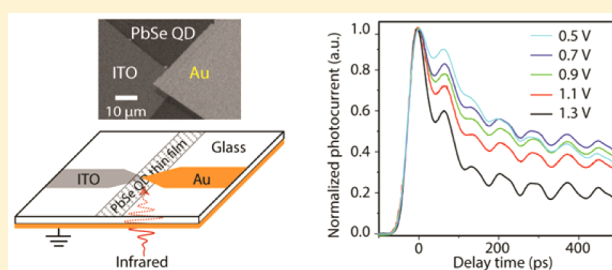 PbSe QD
ITO
Au
10 μm
Glass
ITO
PbSe QD thin film
Au
Infrared
Normalized photocurrent (a.u.)
1.0
0.8
0.6
0.4
0.2
0.0
0.5 V
0.7 V
0.9 V
1.1 V
1.3 V
0
200
400
Delay time (ps)